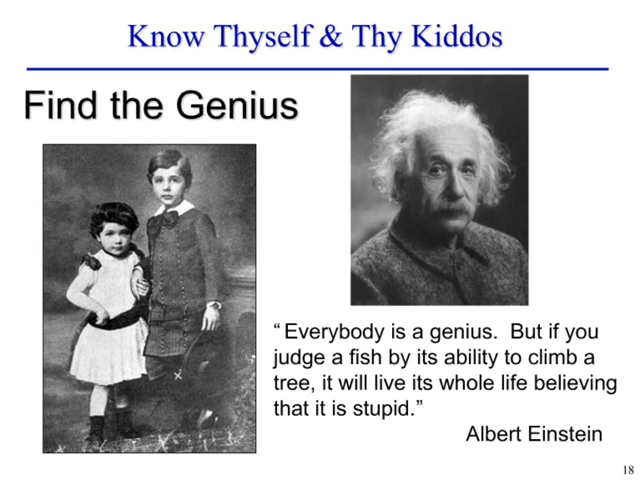 Know Thyself & Thy Kiddos
Find the Genius
“ Everybody is a genius.  But if you
judge a fish by its ability to climb a
tree, it will live its whole life believing
that it is stupid.”
Albert Einstein
18